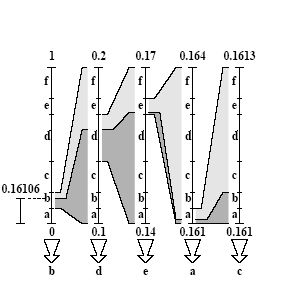 1 0.2 0.17 0.164 0.1613
f f f f f
e e e e e
d d d d d
c c c c c
0.16106 b b b b b
a a a a a
0 0.1 0.14 0.161 0.161
b d e a c